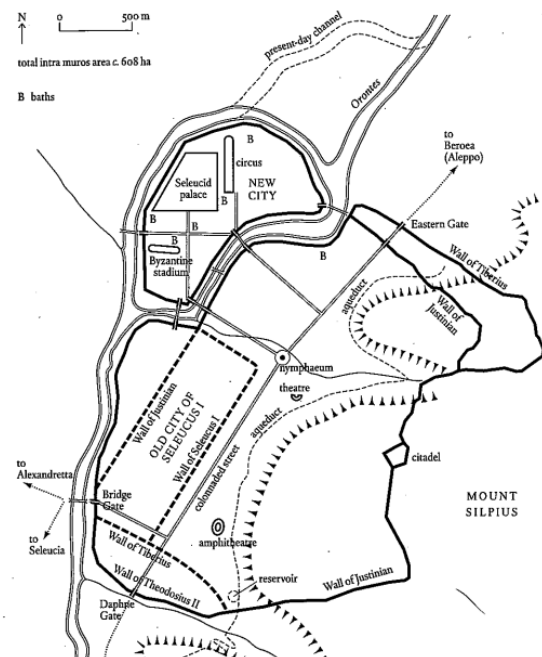 500 m
0
total intra muros area c. 608 ha
B baths
present-day channel
Orontes
to
Beroea
(Aleppo)
B
circus
Seleucid
palace
NEW
CITY
B
B
B
Byzantine
stadium
B
Eastern Gate
Wall of Tiberius
aqueduct
Wall of
Justinian
nymphaeum
theatre
Wall of Justinian
OLD CITY OF
SELEUCUS I
Wall of Seleucus I
colonnaded street
aqueduct
citadel
to
Alexandretta
Bridge
Gate
MOUNT
SILPIUS
to
Seleucia
Wall of Tiberius
amphitheatre
Wall of Theodosius II
reservoir
Wall of Justinian
Daphne
Gate